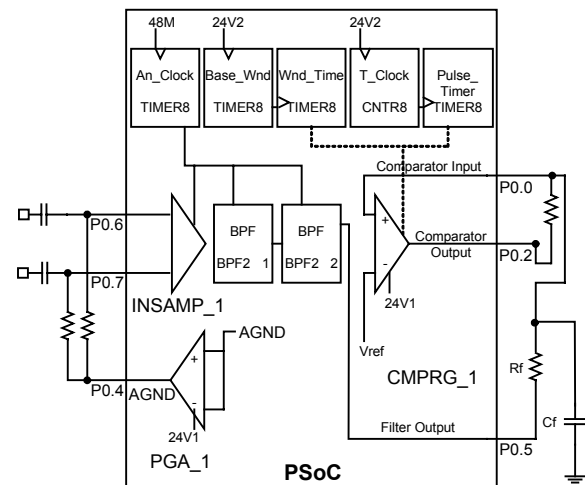 48M 24V2 24V2
An_Clock Base_Wnd Wnd_Time T_Clock Pulse_
Timer
TIMER8 TIMER8 TIMER8 CNTR8 TIMER8
Comparator Input
P0.0
P0.6
BPF BPF
+
Comparator
Output
P0.2
BPF2 1 BPF2 2
-
P0.7
INSAMP_1
24V1
AGND
Vref
CMPRG_1
Rf
+
P0.4 AGND
-
Cf
24V1
Filter Output
P0.5
PGA_1
PSoC